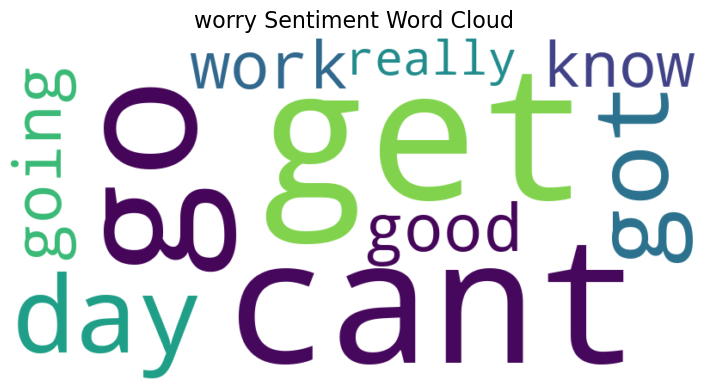 worry Sentiment Word Cloud
work
really
know
going
go
get
got
good
day
cant